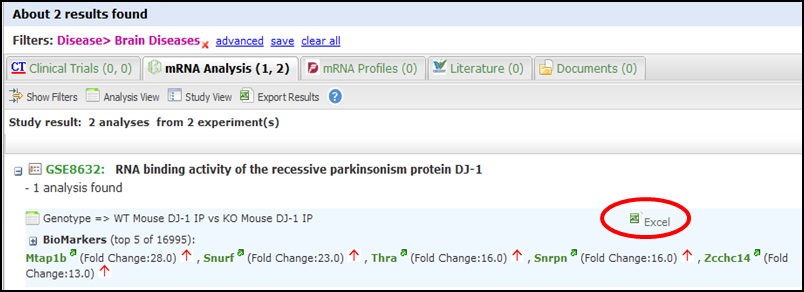 About 2 results found
Filters: Disease> Brain Diseases advanced save clear all
CT Clinical Trials (0, 0) mRNA Analysis (1, 2) mRNA Profiles (0) Literature (0) Documents (0)
Show Filters Analysis View Study View Export Results ?
Study result: 2 analyses from 2 experiment(s)
GSE8632: RNA binding activity of the recessive parkinsonism protein DJ-1
- 1 analysis found
Genotype => WT Mouse DJ-1 IP vs KO Mouse DJ-1 IP Excel
BioMarkers (top 5 of 16995):
Mtap1b (Fold Change:28.0) ↑ , Snurf (Fold Change:23.0) ↑ , Thra (Fold Change:16.0) ↑ , Snrpn (Fold Change:16.0) ↑ , Zcchc14 (Fold
Change:13.0) ↑